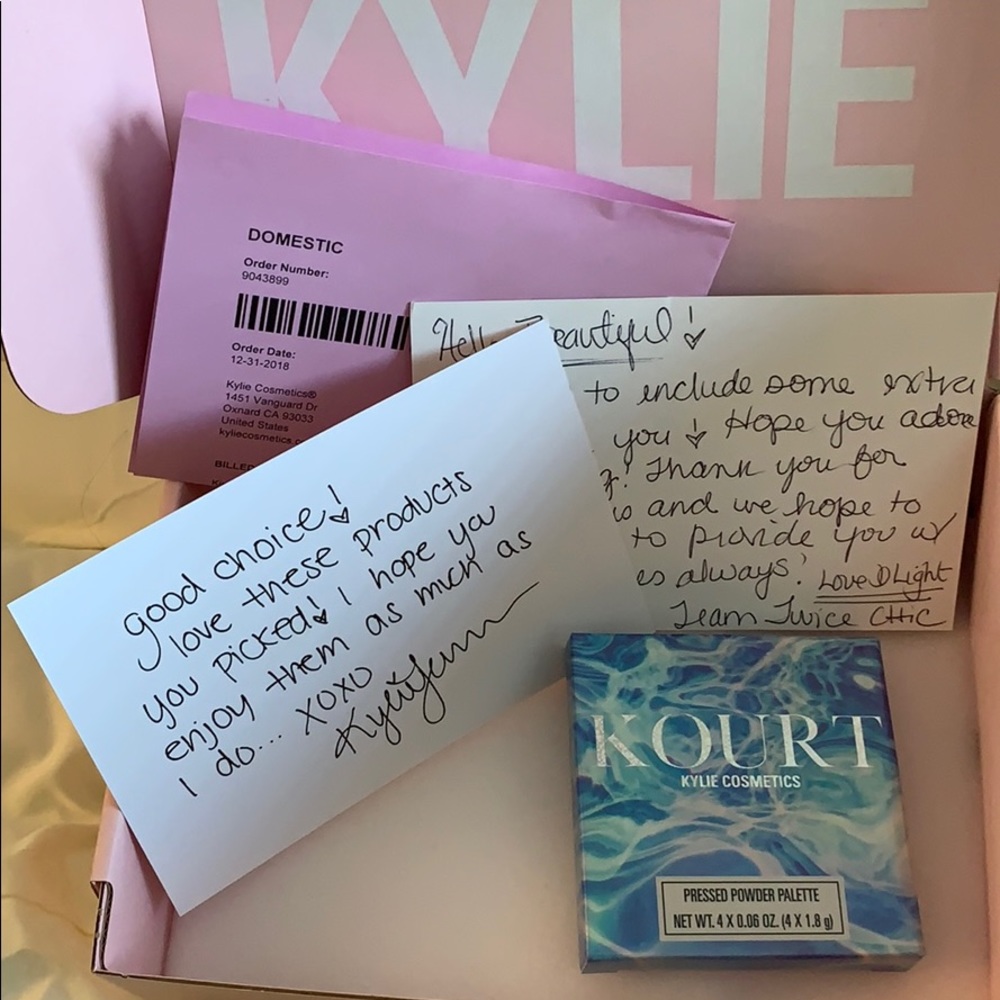 KYLIE
DOMESTIC
Order Number:
9043899
Order Date:
12-31-2018
Kylie Cosmetics®
1451 Vanguard Dr
Oxnard CA 93033
United States
kyliecosmetics.
BILLED
Hello Beautiful!
to include some extra
you! Hope you adore
! Thank you for
and we hope to
to provide you w/
always! Love D Light
Team Twice Chic
good choice!
I love these products
you picked! I hope you
enjoy them as much as
I do... xoxo
Kylie Jenn
KOURT
KYLIE COSMETICS
PRESSED POWDER PALETTE
NET WT. 4 X 0.06 OZ. (4 X 1.8 g)